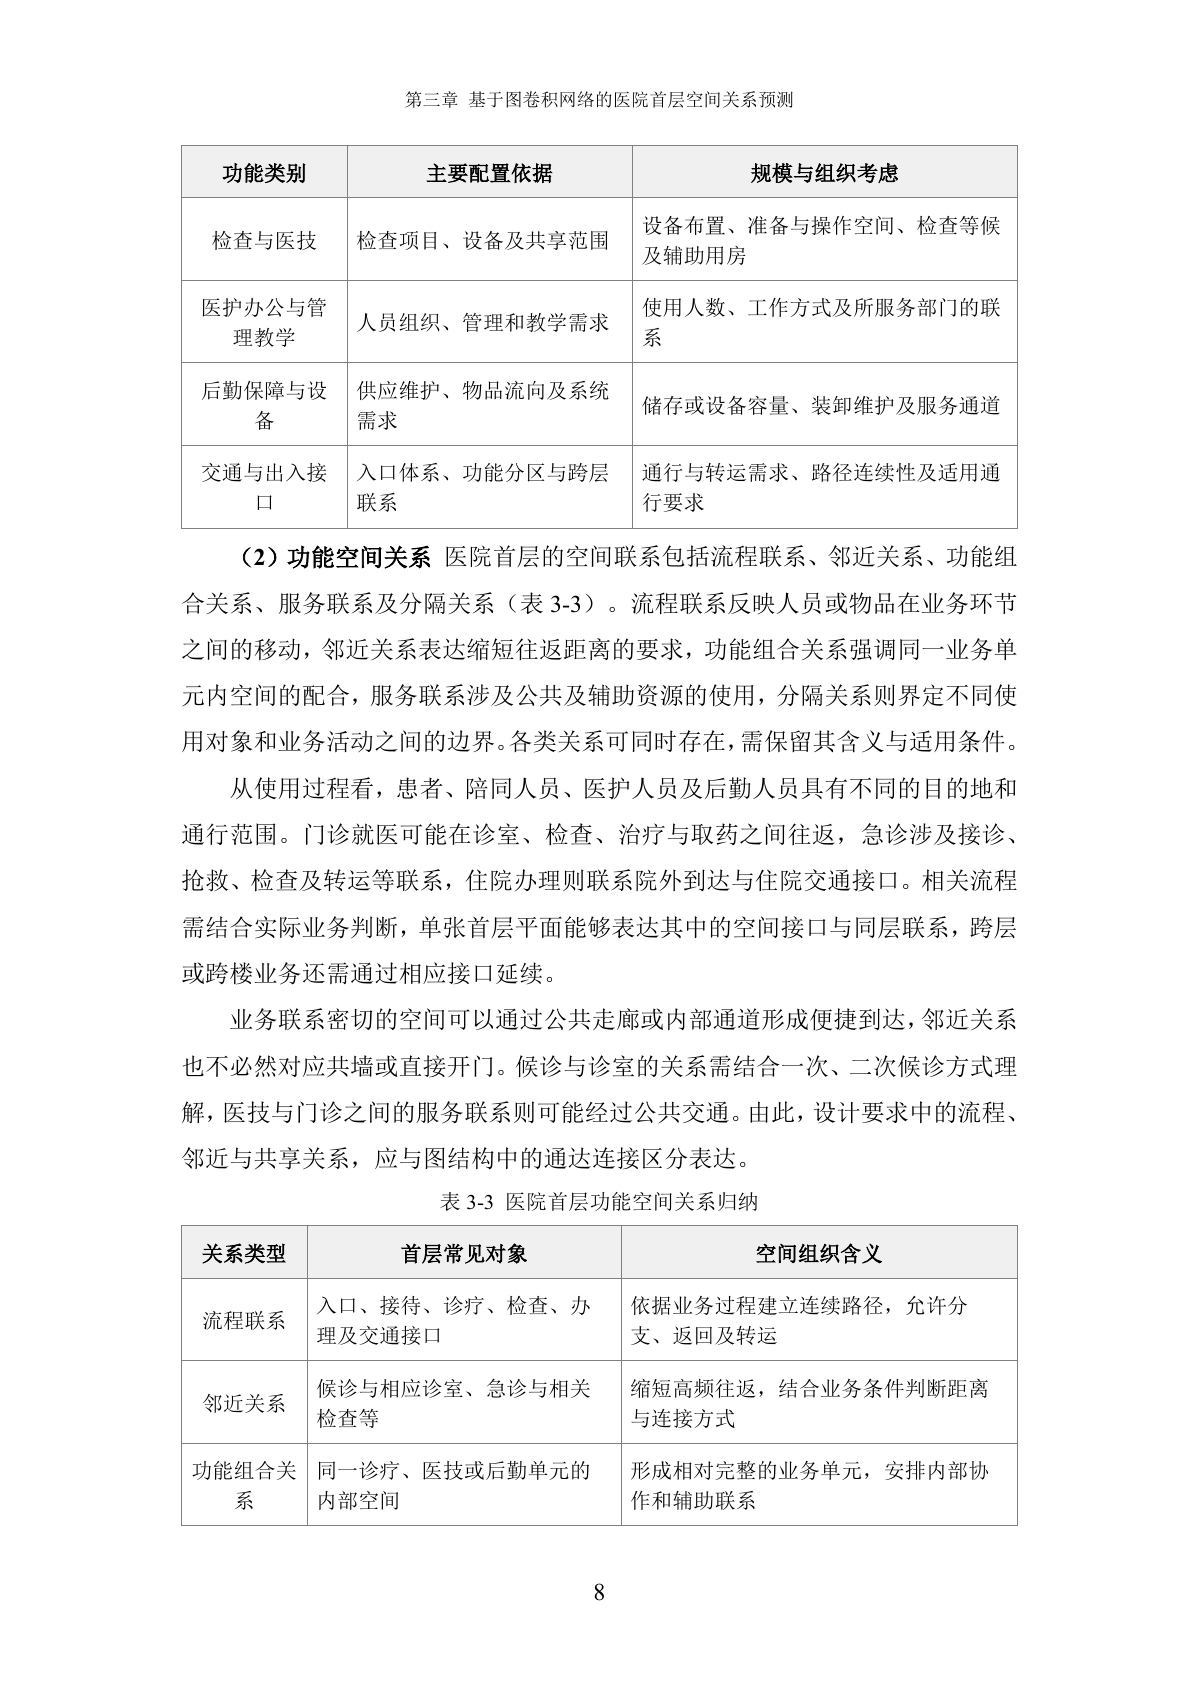 第三章 基于图卷积网络的医院首层空间关系预测
功能类别 主要配置依据 规模与组织考虑
检查与医技 检查项目、设备及共享范围 设备布置、准备与操作空间、检查等候
及辅助用房
医护办公与管
理教学
人员组织、管理和教学需求
使用人数、工作方式及所服务部门的联
系
后勤保障与设
备
供应维护、物品流向及系统
需求
储存或设备容量、装卸维护及服务通道
交通与出入接
口
入口体系、功能分区与跨层
联系
通行与转运需求、路径连续性及适用通
行要求
（2）功能空间关系 医院首层的空间联系包括流程联系、邻近关系、功能组
合关系、服务联系及分隔关系（表 3-3）。流程联系反映人员或物品在业务环节
之间的移动，邻近关系表达缩短往返距离的要求，功能组合关系强调同一业务单
元内空间的配合，服务联系涉及公共及辅助资源的使用，分隔关系则界定不同使
用对象和业务活动之间的边界。各类关系可同时存在，需保留其含义与适用条件。
从使用过程看，患者、陪同人员、医护人员及后勤人员具有不同的目的地和
通行范围。门诊就医可能在诊室、检查、治疗与取药之间往返，急诊涉及接诊、
抢救、检查及转运等联系，住院办理则联系院外到达与住院交通接口。相关流程
需结合实际业务判断，单张首层平面能够表达其中的空间接口与同层联系，跨层
或跨楼业务还需通过相应接口延续。
业务联系密切的空间可以通过公共走廊或内部通道形成便捷到达，邻近关系
也不必然对应共墙或直接开门。候诊与诊室的关系需结合一次、二次候诊方式理
解，医技与门诊之间的服务联系则可能经过公共交通。由此，设计要求中的流程、
邻近与共享关系，应与图结构中的通达连接区分表达。
表 3-3 医院首层功能空间关系归纳
关系类型 首层常见对象 空间组织含义
流程联系
入口、接待、诊疗、检查、办
理及交通接口
依据业务过程建立连续路径，允许分
支、返回及转运
邻近关系
候诊与相应诊室、急诊与相关
检查等
缩短高频往返，结合业务条件判断距离
与连接方式
功能组合关
系
同一诊疗、医技或后勤单元的
内部空间
形成相对完整的业务单元，安排内部协
作和辅助联系
8